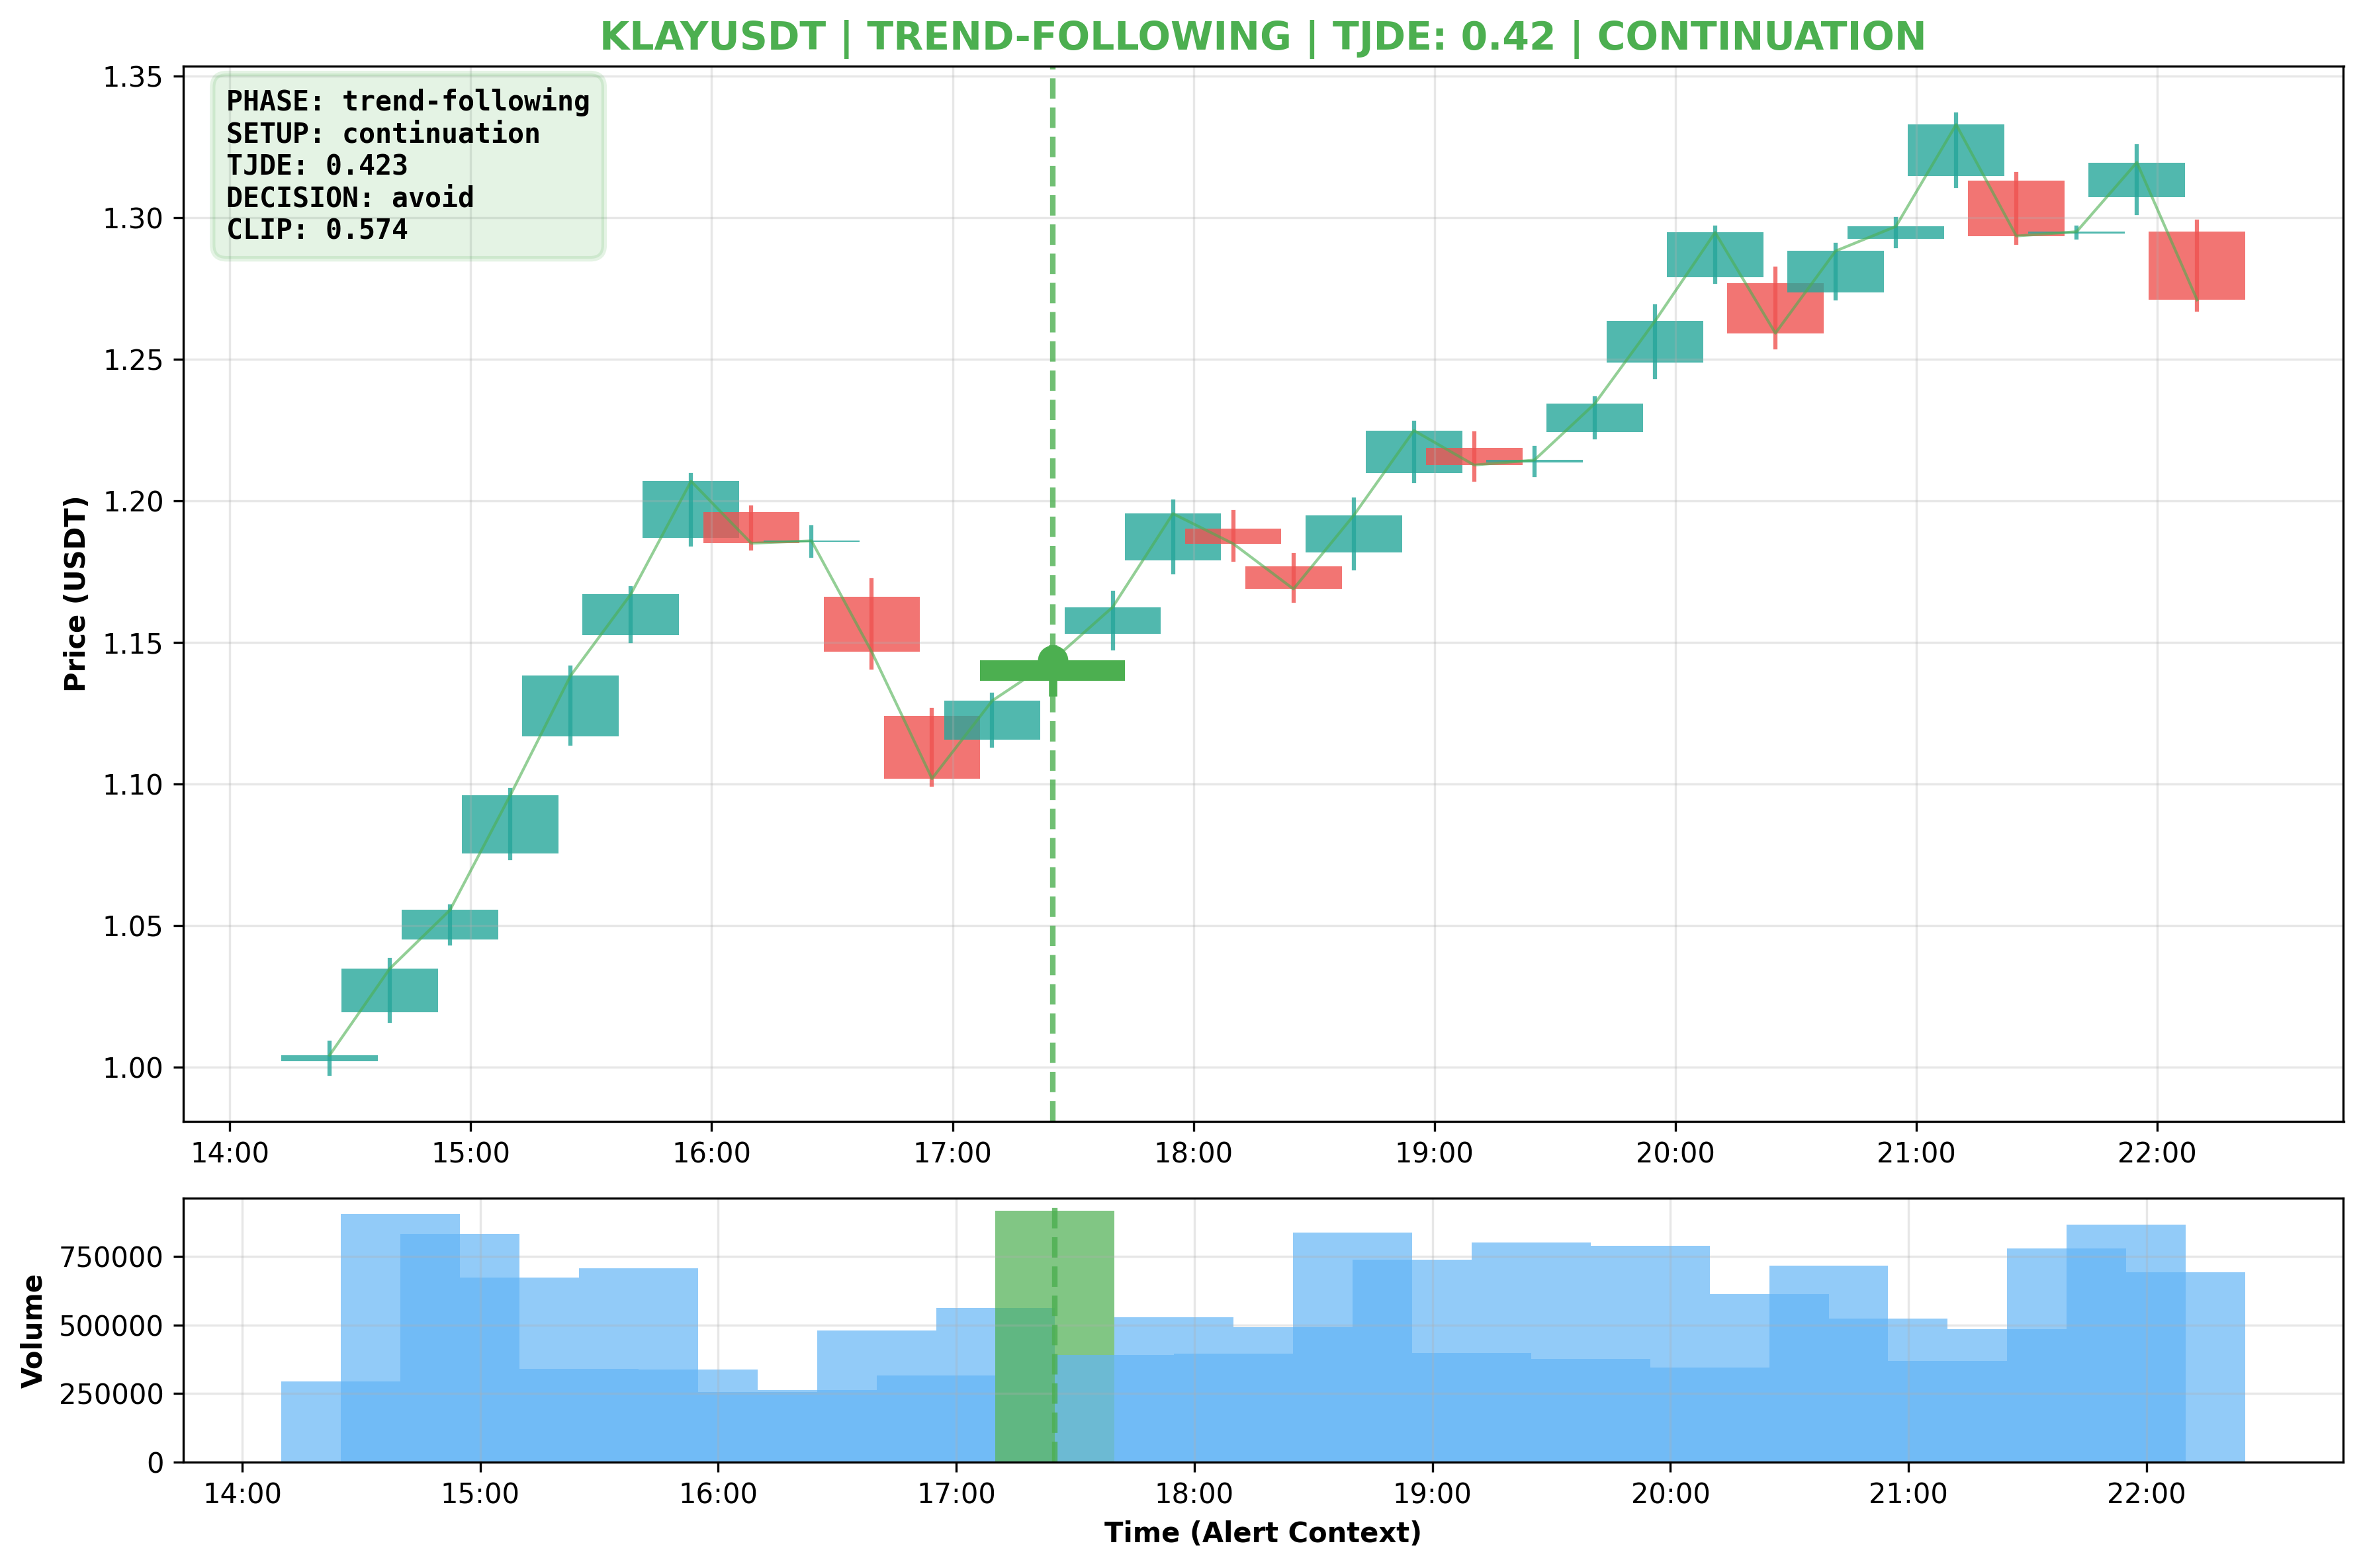 KLAYUSDT | TREND-FOLLOWING | TJDE: 0.42 | CONTINUATION
PHASE: trend-following
SETUP: continuation
TJDE: 0.423
DECISION: avoid
CLIP: 0.574
Price (USDT)
1.35
1.30
1.25
1.20
1.15
1.10
1.05
1.00
14:00 15:00 16:00 17:00 18:00 19:00 20:00 21:00 22:00
Volume
750000
500000
250000
0
14:00 15:00 16:00 17:00 18:00 19:00 20:00 21:00 22:00
Time (Alert Context)